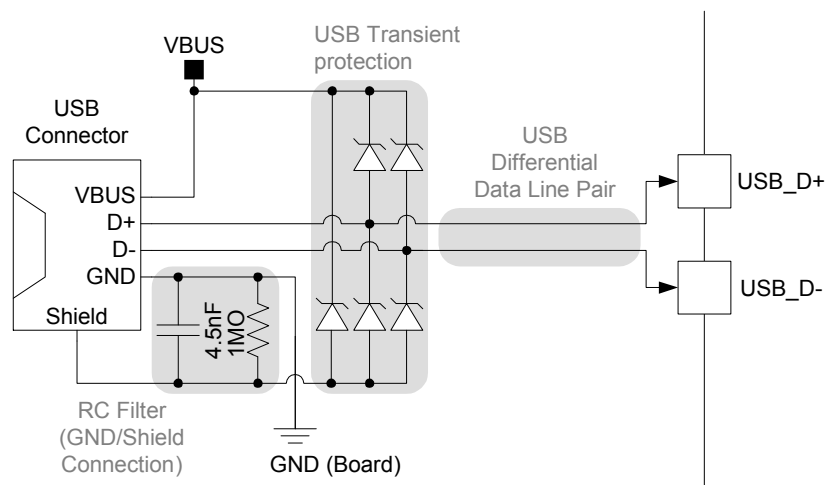 USB Transient
protection
VBUS
USB
Connector
USB
Differential
Data Line Pair
VBUS
D+
D-
GND
Shield
USB_D+
USB_D-
4.5nF
1MO
RC Filter
(GND/Shield
Connection)
GND (Board)